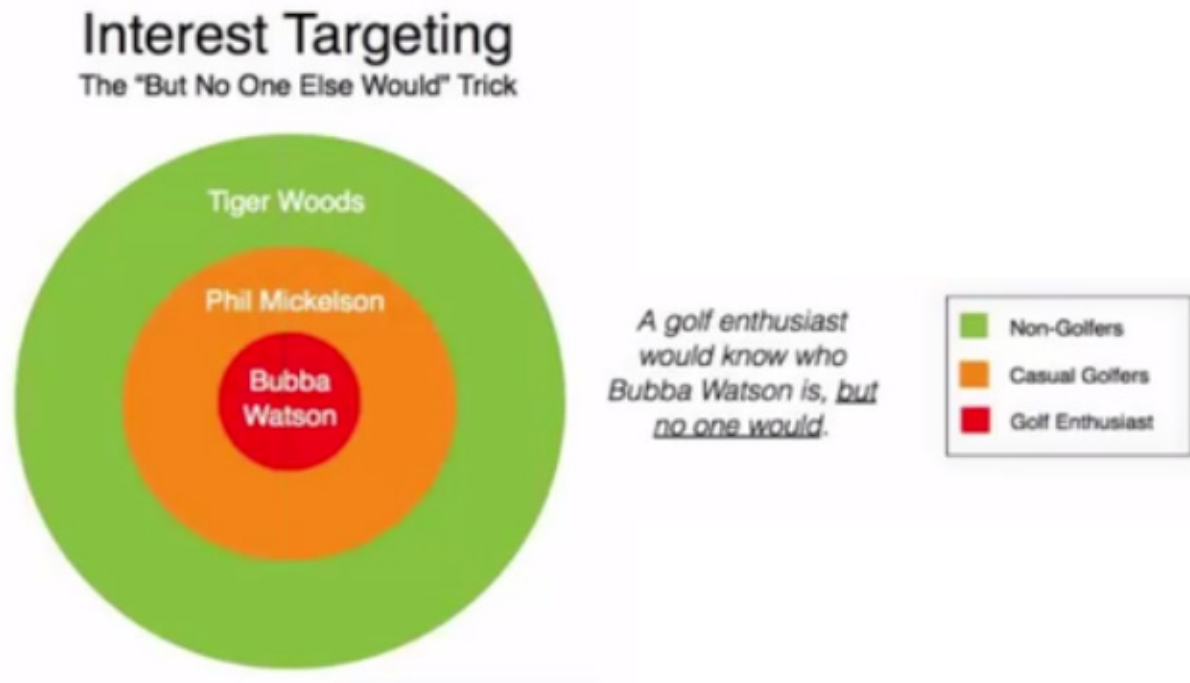 Interest Targeting
The "But No One Else Would" Trick
Tiger Woods
Phil Mickelson
Bubba
Watson
A golf enthusiast
would know who
Bubba Watson is, but
no one would.
Non-Golfers
Casual Golfers
Golf Enthusiast